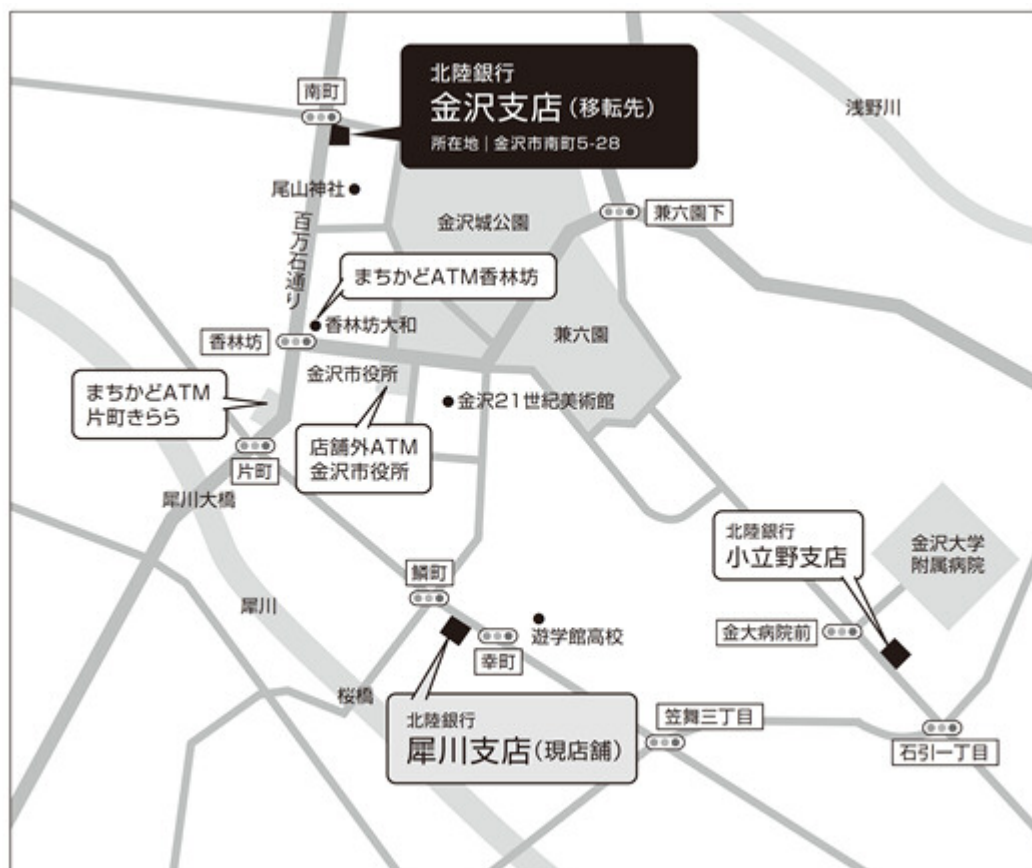 北陸銀行
金沢支店(移転先)
所在地|金沢市南町5-28
南町
浅野川
尾山神社
金沢城公園
兼六園下
百万石通り
まちかどATM香林坊
香林坊大和
香林坊
兼六園
金沢市役所
まちかどATM
片町きらら
金沢21世紀美術館
店舗外ATM
金沢市役所
片町
犀川大橋
北陸銀行
小立野支店
金沢大学
附属病院
鱗町
犀川
遊学館高校
金大病院前
幸町
桜橋
北陸銀行
犀川支店(現店舗)
笠舞三丁目
石引一丁目